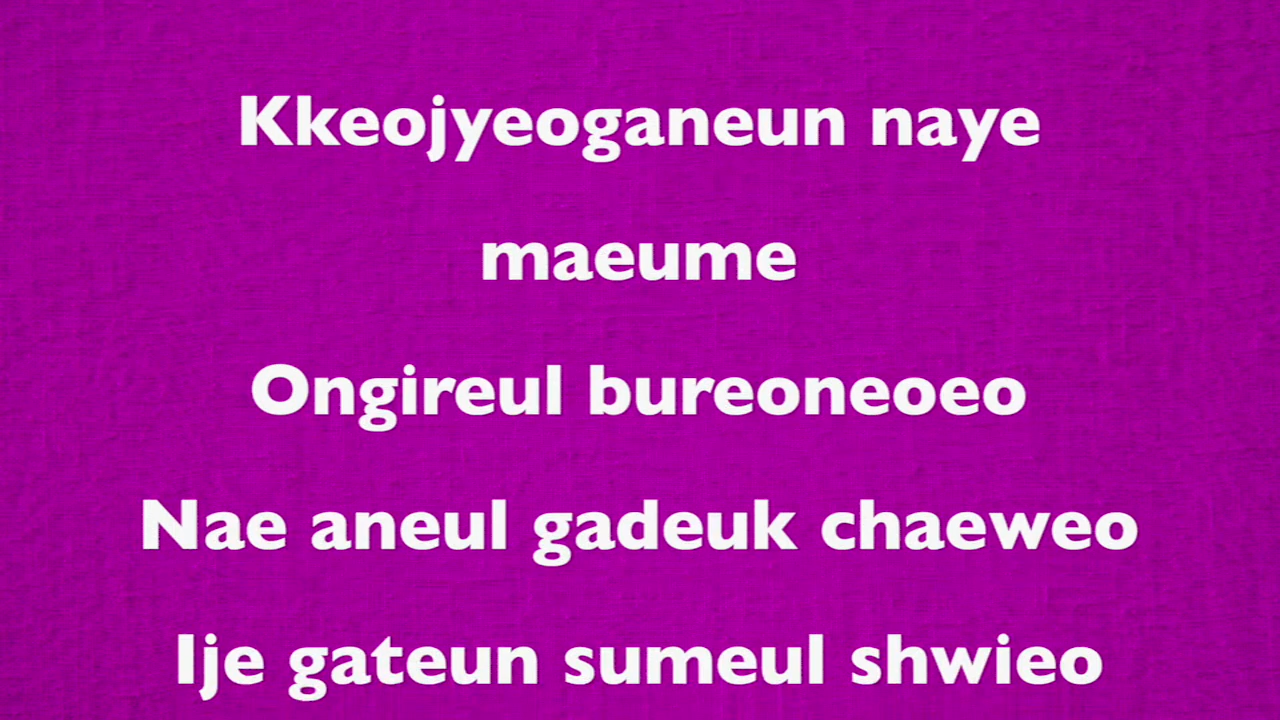 Kkeojyeoganeun naye
maeume
Ongireul bureoneoeo
Nae aneul gadeuk chaeweo
Ije gateun sumeul shwieo